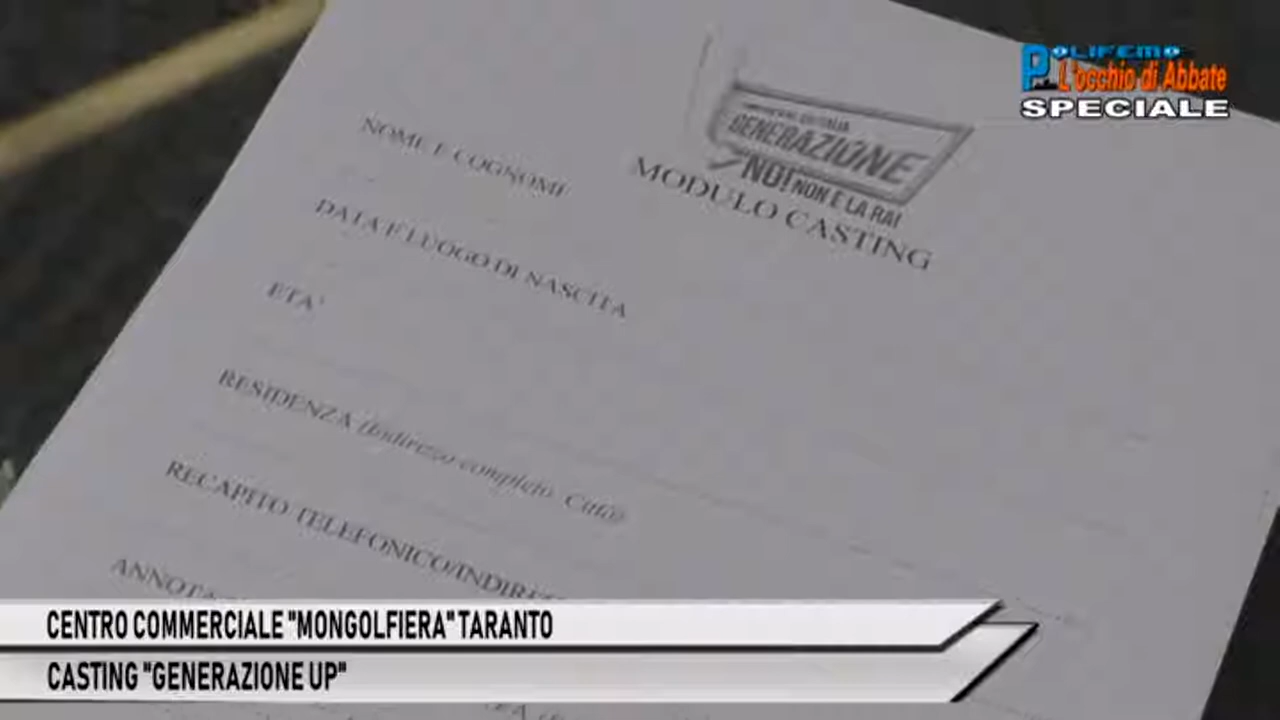 POLIFEMO
L'occhio di Abbate
SPECIALE
GENERAZIONE
NO! NON E LA RAI
MODULO CASTING
NOME E COGNOME
DATA E LUOGO DI NASCITA
ETA'
RESIDENZA (Indirizzo completo, Città)
RECAPITO TELEFONICO/INDIRI
ANNOTA
CENTRO COMMERCIALE "MONGOLFIERA" TARANTO
CASTING "GENERAZIONE UP"